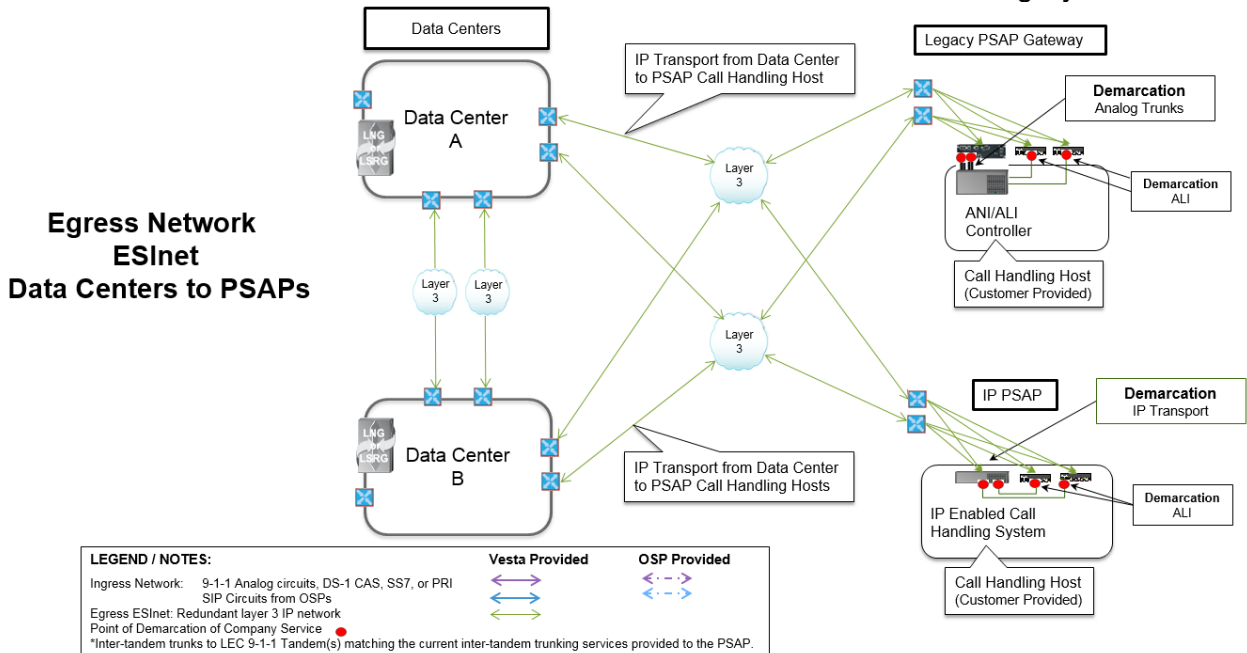 Data Centers
Legacy PSAP Gateway
IP Transport from Data Center
to PSAP Call Handling Host
Demarcation
Analog Trunks
Data Center
A
LNG
or
LSRG
Layer
3
Demarcation
ALI
ANI/ALI
Controller
Egress Network
ESInet
Data Centers to PSAPs
Layer
3
Layer
3
Call Handling Host
(Customer Provided)
Layer
3
IP PSAP
Demarcation
IP Transport
LNG
or
LSRG
Data Center
B
IP Transport from Data Center
to PSAP Call Handling Hosts
Demarcation
ALI
IP Enabled Call
Handling System
Call Handling Host
(Customer Provided)
LEGEND / NOTES: Vesta Provided OSP Provided
Ingress Network: 9-1-1 Analog circuits, DS-1 CAS, SS7, or PRI
SIP Circuits from OSPs
Egress ESInet: Redundant layer 3 IP network
Point of Demarcation of Company Service
*Inter-tandem trunks to LEC 9-1-1 Tandem(s) matching the current inter-tandem trunking services provided to the PSAP.